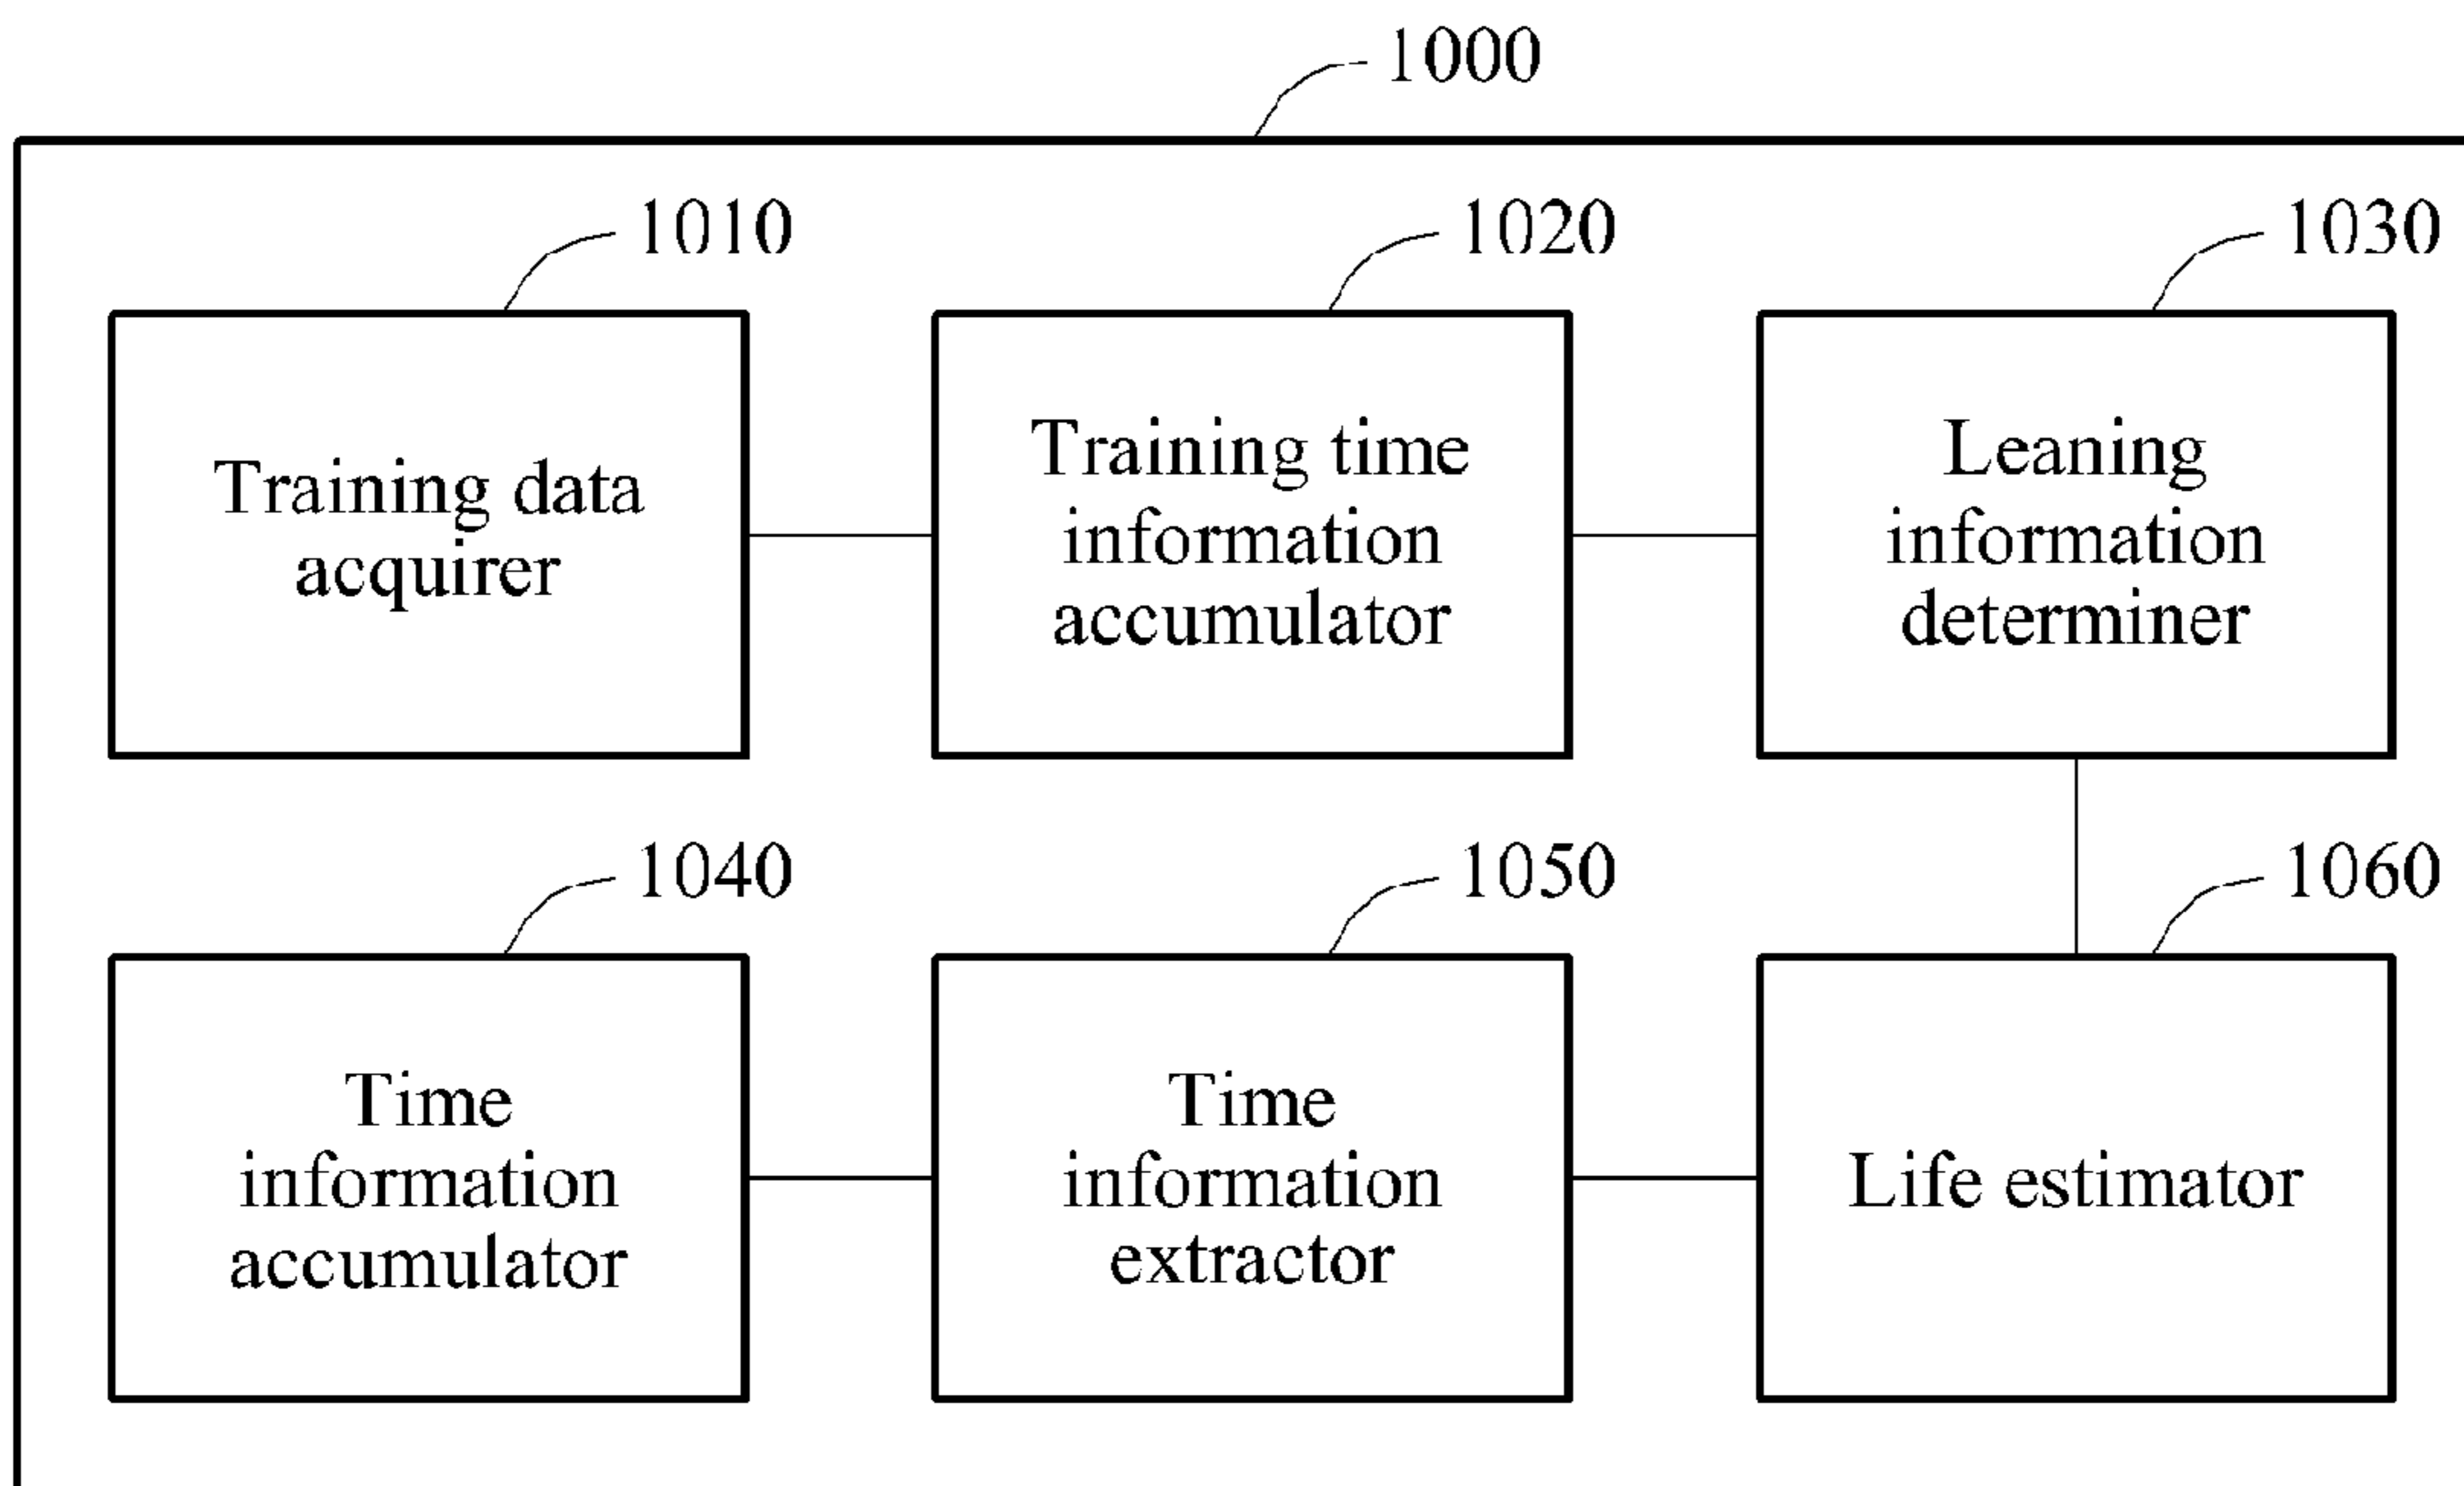 1000
1010
1020
1030
Training data
acquirer
Training time
information
accumulator
Leaning
information
determiner
1040
1050
1060
Time
information
accumulator
Time
information
extractor
Life estimator